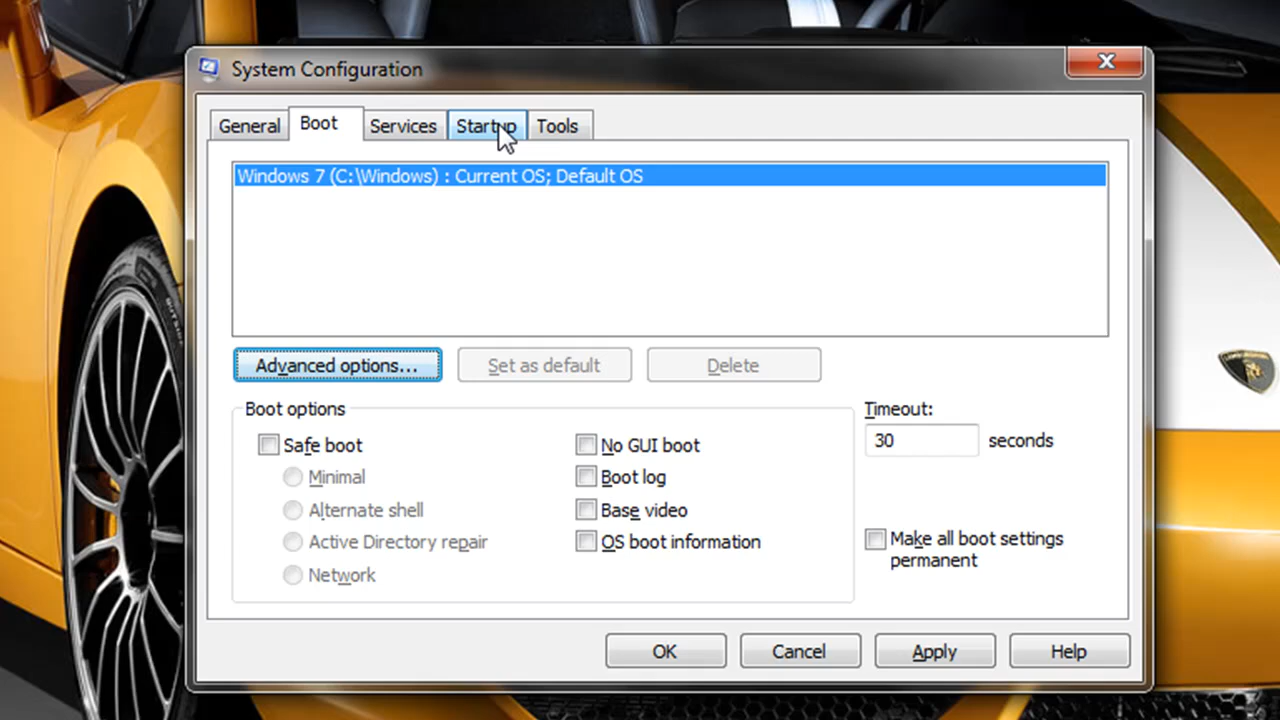 System Configuration
General Boot Services Startup Tools
Windows 7 (C:\Windows) : Current OS; Default OS
Advanced options... Set as default Delete
Boot options
Timeout:
Safe boot No GUI boot 30 seconds
Minimal Boot log
Alternate shell Base video
Active Directory repair OS boot information Make all boot settings
permanent
Network
OK Cancel Apply Help